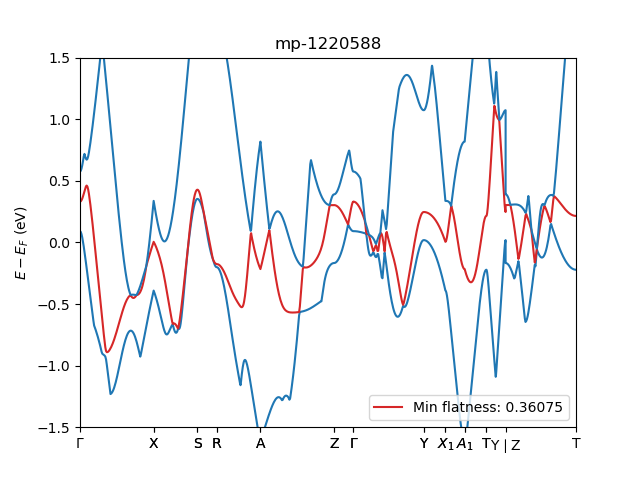 mp-1220588
E − E_F (eV)
1.5
1.0
0.5
0.0
−0.5
−1.0
−1.5
Min flatness: 0.36075
Γ X S R A Z Γ Y X₁ A₁ T Y | Z T